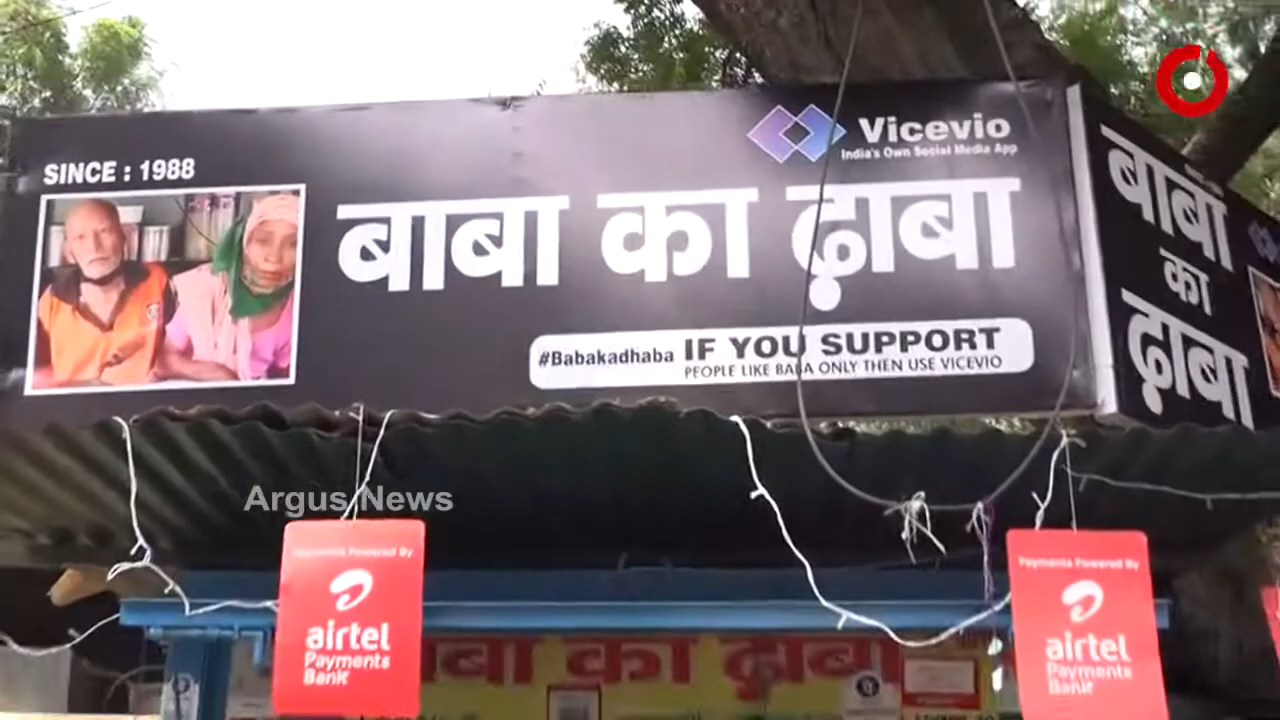 SINCE : 1988
Vicevio
India's Own Social Media App
बाबा का ढ़ाबा
#Babakadhaba IF YOU SUPPORT
PEOPLE LIKE BABA ONLY THEN USE VICEVIO
बाबा
का
ढ़ाबा
Argus News
Payments Powered By
airtel
Payments
Bank
Payments Powered By
airtel
Payments
Bank
बाबा का ढाबा